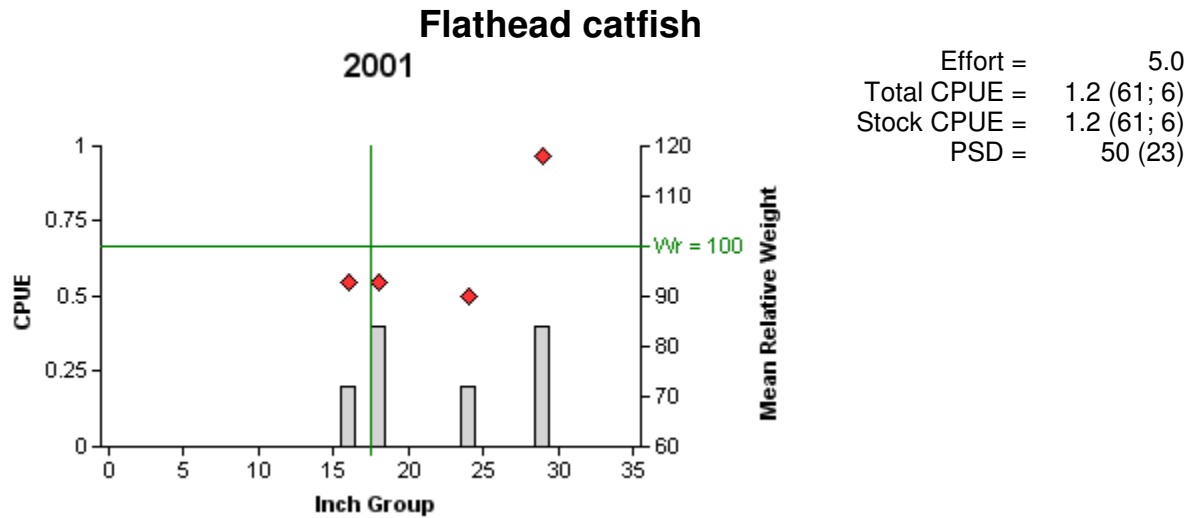 Flathead catfish
2001
Effort = 5.0
Total CPUE = 1.2 (61; 6)
Stock CPUE = 1.2 (61; 6)
PSD = 50 (23)
1
0.75
0.5
0.25
0
CPUE
120
110
Wr = 100
90
80
70
60
Mean Relative Weight
0 5 10 15 20 25 30 35
Inch Group